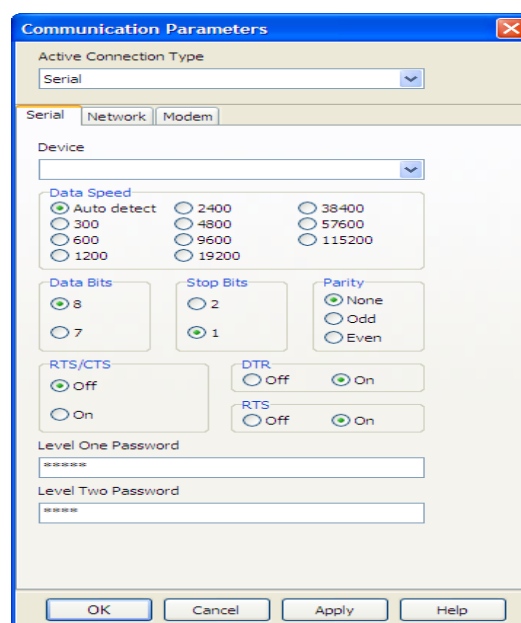 Communication Parameters
Active Connection Type
Serial
Serial Network Modem
Device
Data Speed
Auto detect 2400 38400
300 4800 57600
600 9600 115200
1200 19200
Data Bits Stop Bits Parity
8 2 None
7 1 Odd
Even
RTS/CTS DTR
Off Off On
RTS
On Off On
Level One Password
*****
Level Two Password
****
OK Cancel Apply Help